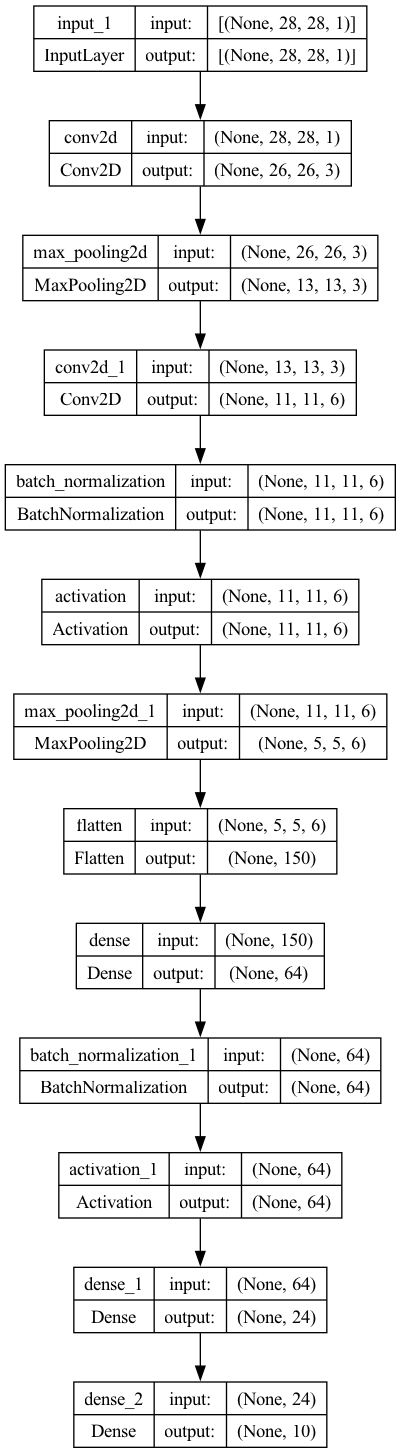 input_1 input: [(None, 28, 28, 1)]
InputLayer output: [(None, 28, 28, 1)]
conv2d input: (None, 28, 28, 1)
Conv2D output: (None, 26, 26, 3)
max_pooling2d input: (None, 26, 26, 3)
MaxPooling2D output: (None, 13, 13, 3)
conv2d_1 input: (None, 13, 13, 3)
Conv2D output: (None, 11, 11, 6)
batch_normalization input: (None, 11, 11, 6)
BatchNormalization output: (None, 11, 11, 6)
activation input: (None, 11, 11, 6)
Activation output: (None, 11, 11, 6)
max_pooling2d_1 input: (None, 11, 11, 6)
MaxPooling2D output: (None, 5, 5, 6)
flatten input: (None, 5, 5, 6)
Flatten output: (None, 150)
dense input: (None, 150)
Dense output: (None, 64)
batch_normalization_1 input: (None, 64)
BatchNormalization output: (None, 64)
activation_1 input: (None, 64)
Activation output: (None, 64)
dense_1 input: (None, 64)
Dense output: (None, 24)
dense_2 input: (None, 24)
Dense output: (None, 10)